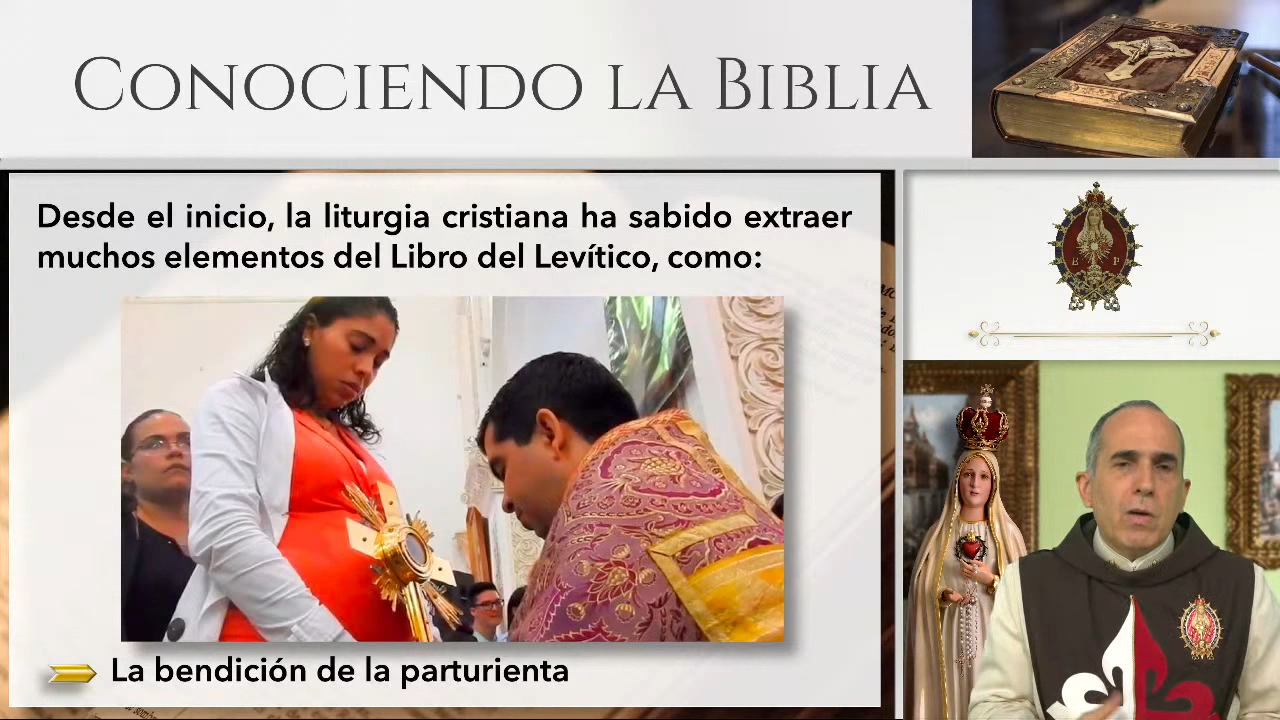 CONOCIENDO LA BIBLIA
Desde el inicio, la liturgia cristiana ha sabido extraer
muchos elementos del Libro del Levítico, como:
E P
La bendición de la parturienta